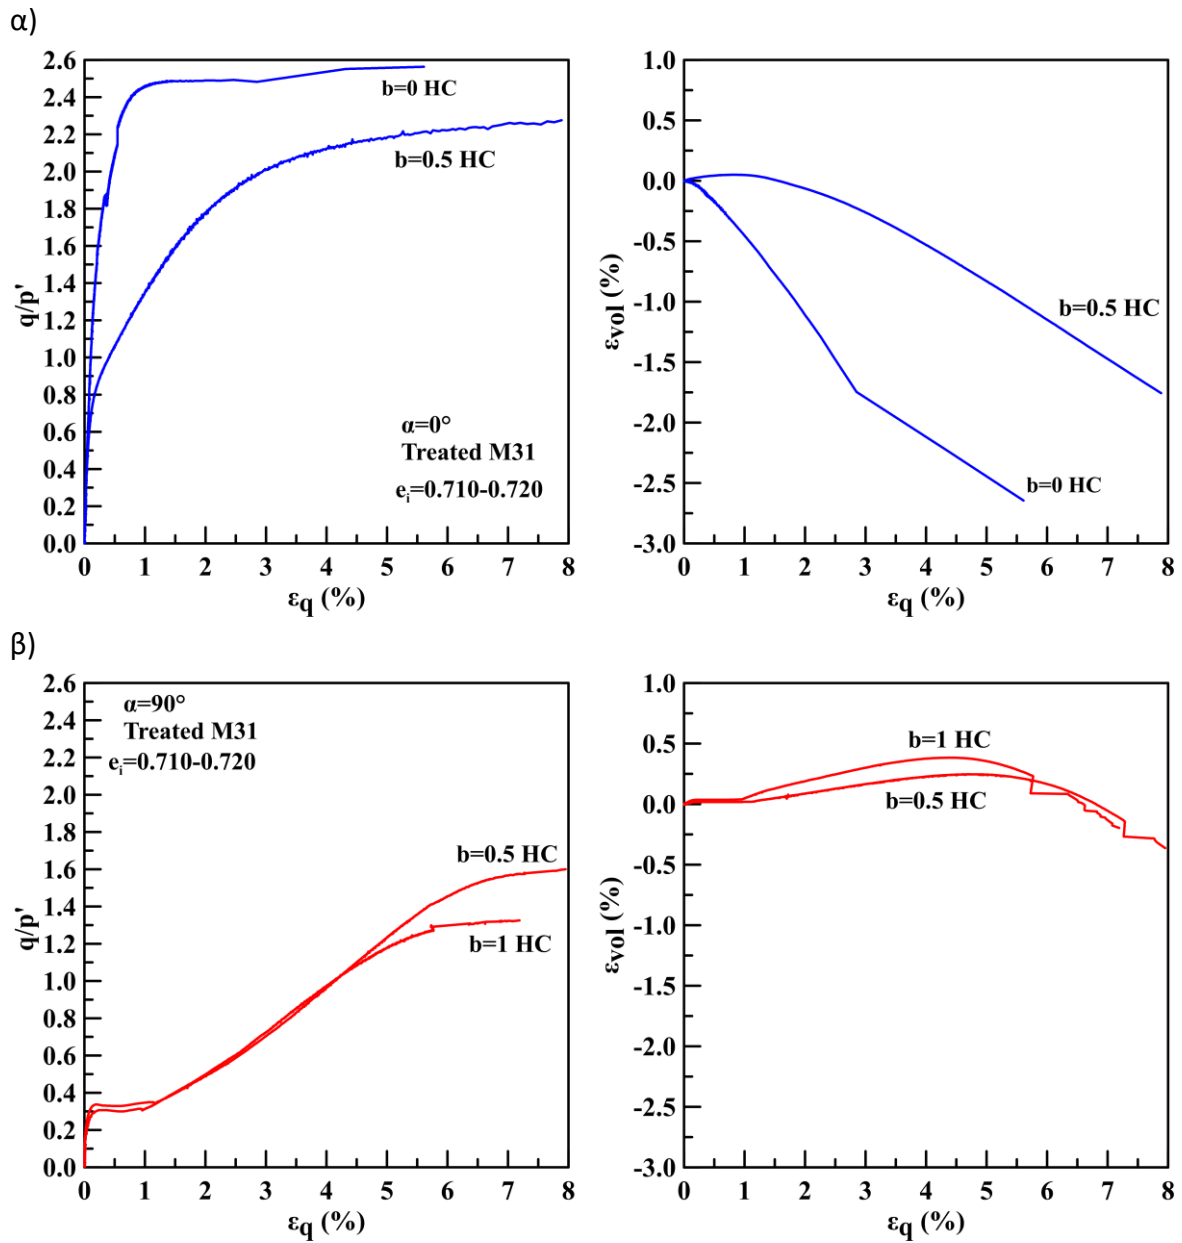 α)
2.6
2.4
2.2
2.0
1.8
1.6
1.4
1.2
1.0
0.8
0.6
0.4
0.2
0.0
q/p'
b=0 HC
b=0.5 HC
α=0°
Treated M31
eᵢ=0.710-0.720
0 1 2 3 4 5 6 7 8
εq (%)
1.0
0.5
0.0
-0.5
-1.0
-1.5
-2.0
-2.5
-3.0
εvol (%)
b=0.5 HC
b=0 HC
0 1 2 3 4 5 6 7 8
εq (%)
β)
2.6
2.4
2.2
2.0
1.8
1.6
1.4
1.2
1.0
0.8
0.6
0.4
0.2
0.0
q/p'
α=90°
Treated M31
eᵢ=0.710-0.720
b=0.5 HC
b=1 HC
0 1 2 3 4 5 6 7 8
εq (%)
1.0
0.5
0.0
-0.5
-1.0
-1.5
-2.0
-2.5
-3.0
εvol (%)
b=1 HC
b=0.5 HC
0 1 2 3 4 5 6 7 8
εq (%)